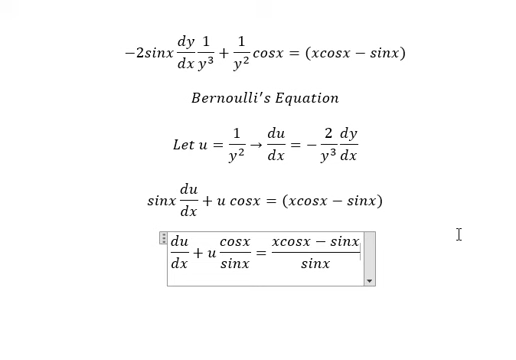 −2sinx dy/dx 1/y³ + 1/y² cosx = (xcosx − sinx)
Bernoulli's Equation
Let u = 1/y² → du/dx = − 2/y³ dy/dx
sinx du/dx + u cosx = (xcosx − sinx)
du/dx + u cosx/sinx = xcosx − sinx/sinx